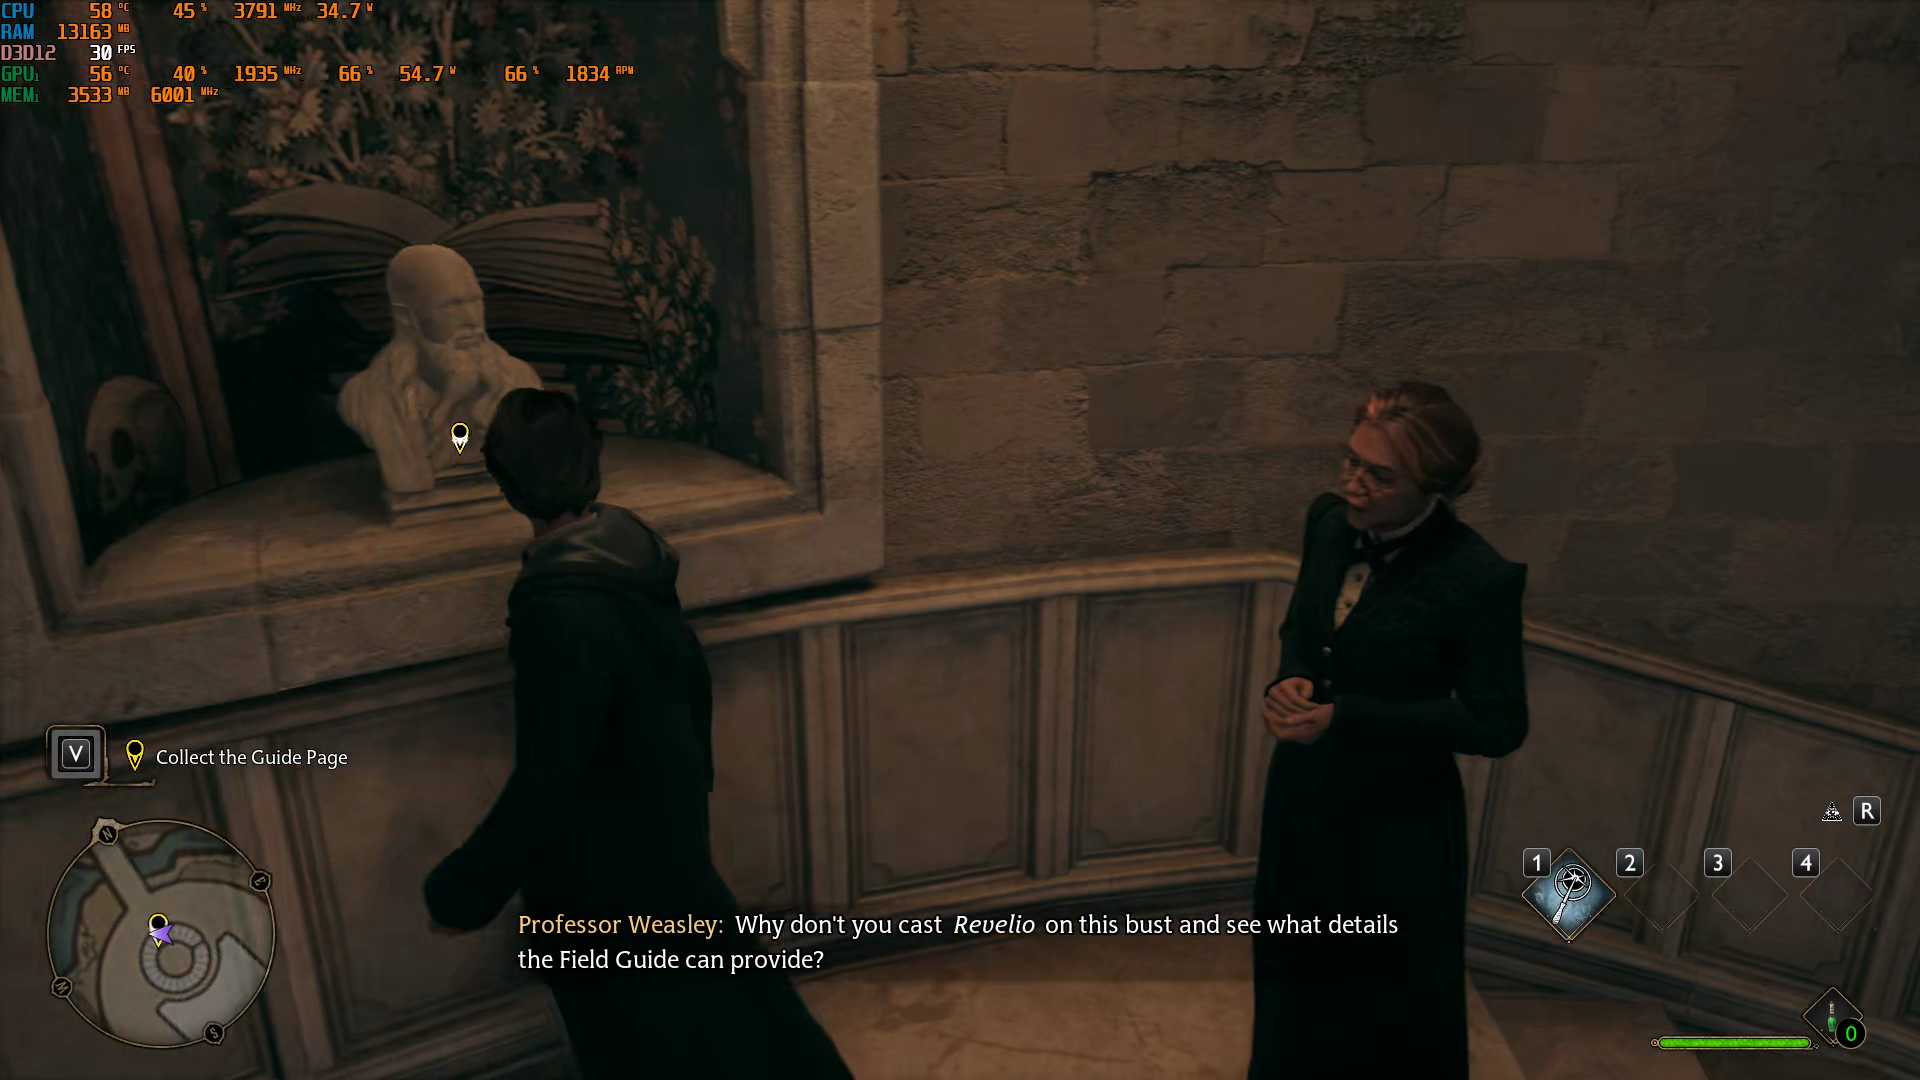 CPU 58 °C 45 % 3791 MHz 34.7 W
RAM 13163 MB
D3D12 30 FPS
GPU1 56 °C 40 % 1935 MHz 66 % 54.7 W 66 % 1834 RPM
MEM1 3533 MB 6001 MHz
V Collect the Guide Page
N
E
W
S
R
1 2 3 4
Professor Weasley: Why don't you cast Revelio on this bust and see what details
the Field Guide can provide?
0